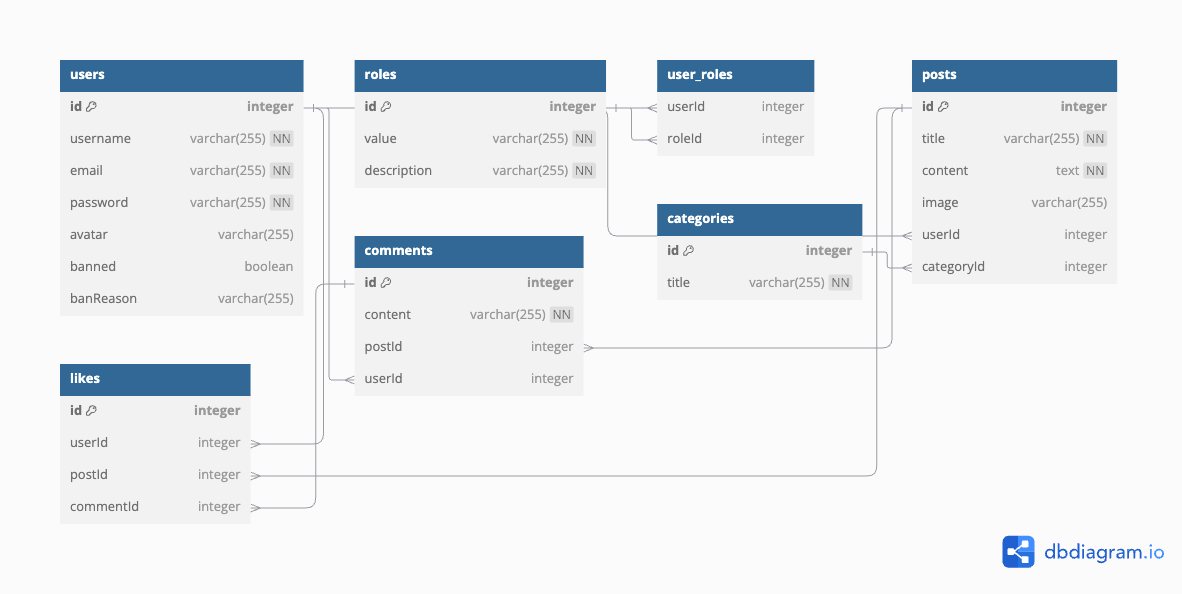 users
id integer
username varchar(255) NN
email varchar(255) NN
password varchar(255) NN
avatar varchar(255)
banned boolean
banReason varchar(255)
roles
id integer
value varchar(255) NN
description varchar(255) NN
user_roles
userId integer
roleId integer
posts
id integer
title varchar(255) NN
content text NN
image varchar(255)
userId integer
categoryId integer
categories
id integer
title varchar(255) NN
comments
id integer
content varchar(255) NN
postId integer
userId integer
likes
id integer
userId integer
postId integer
commentId integer
dbdiagram.io